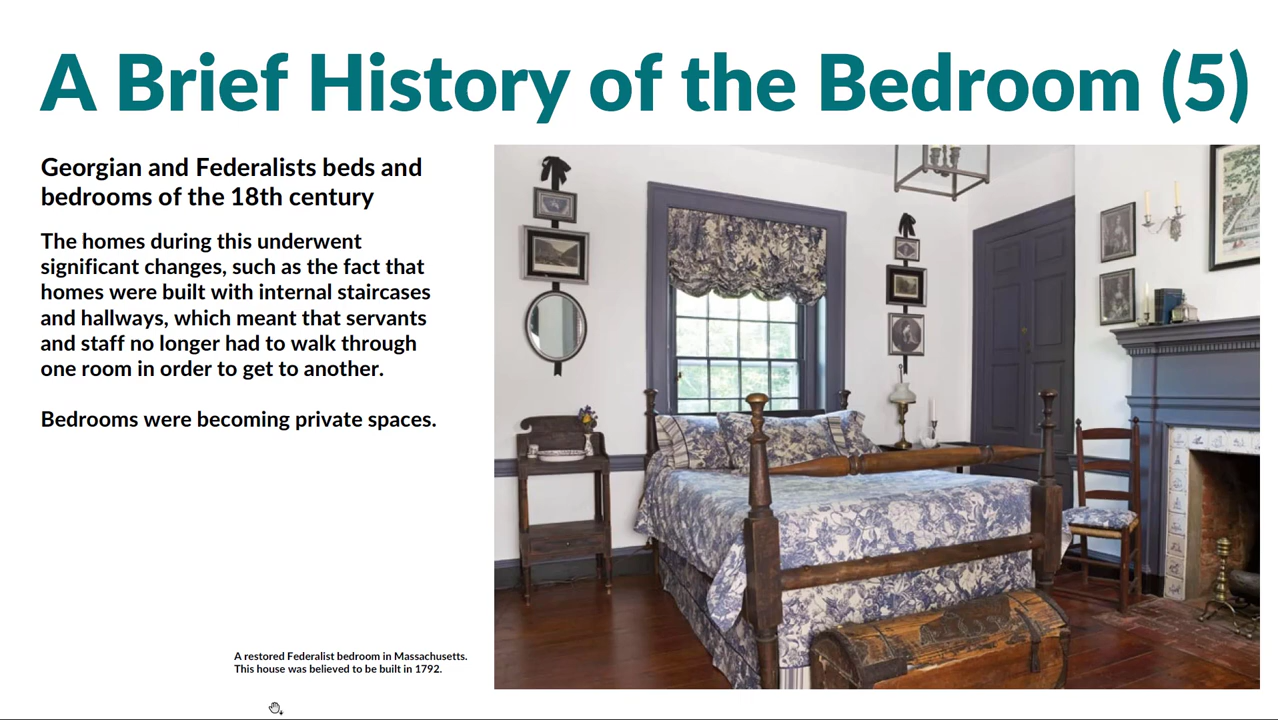 A Brief History of the Bedroom (5)
Georgian and Federalists beds and
bedrooms of the 18th century
The homes during this underwent
significant changes, such as the fact that
homes were built with internal staircases
and hallways, which meant that servants
and staff no longer had to walk through
one room in order to get to another.
Bedrooms were becoming private spaces.
A restored Federalist bedroom in Massachusetts.
This house was believed to be built in 1792.